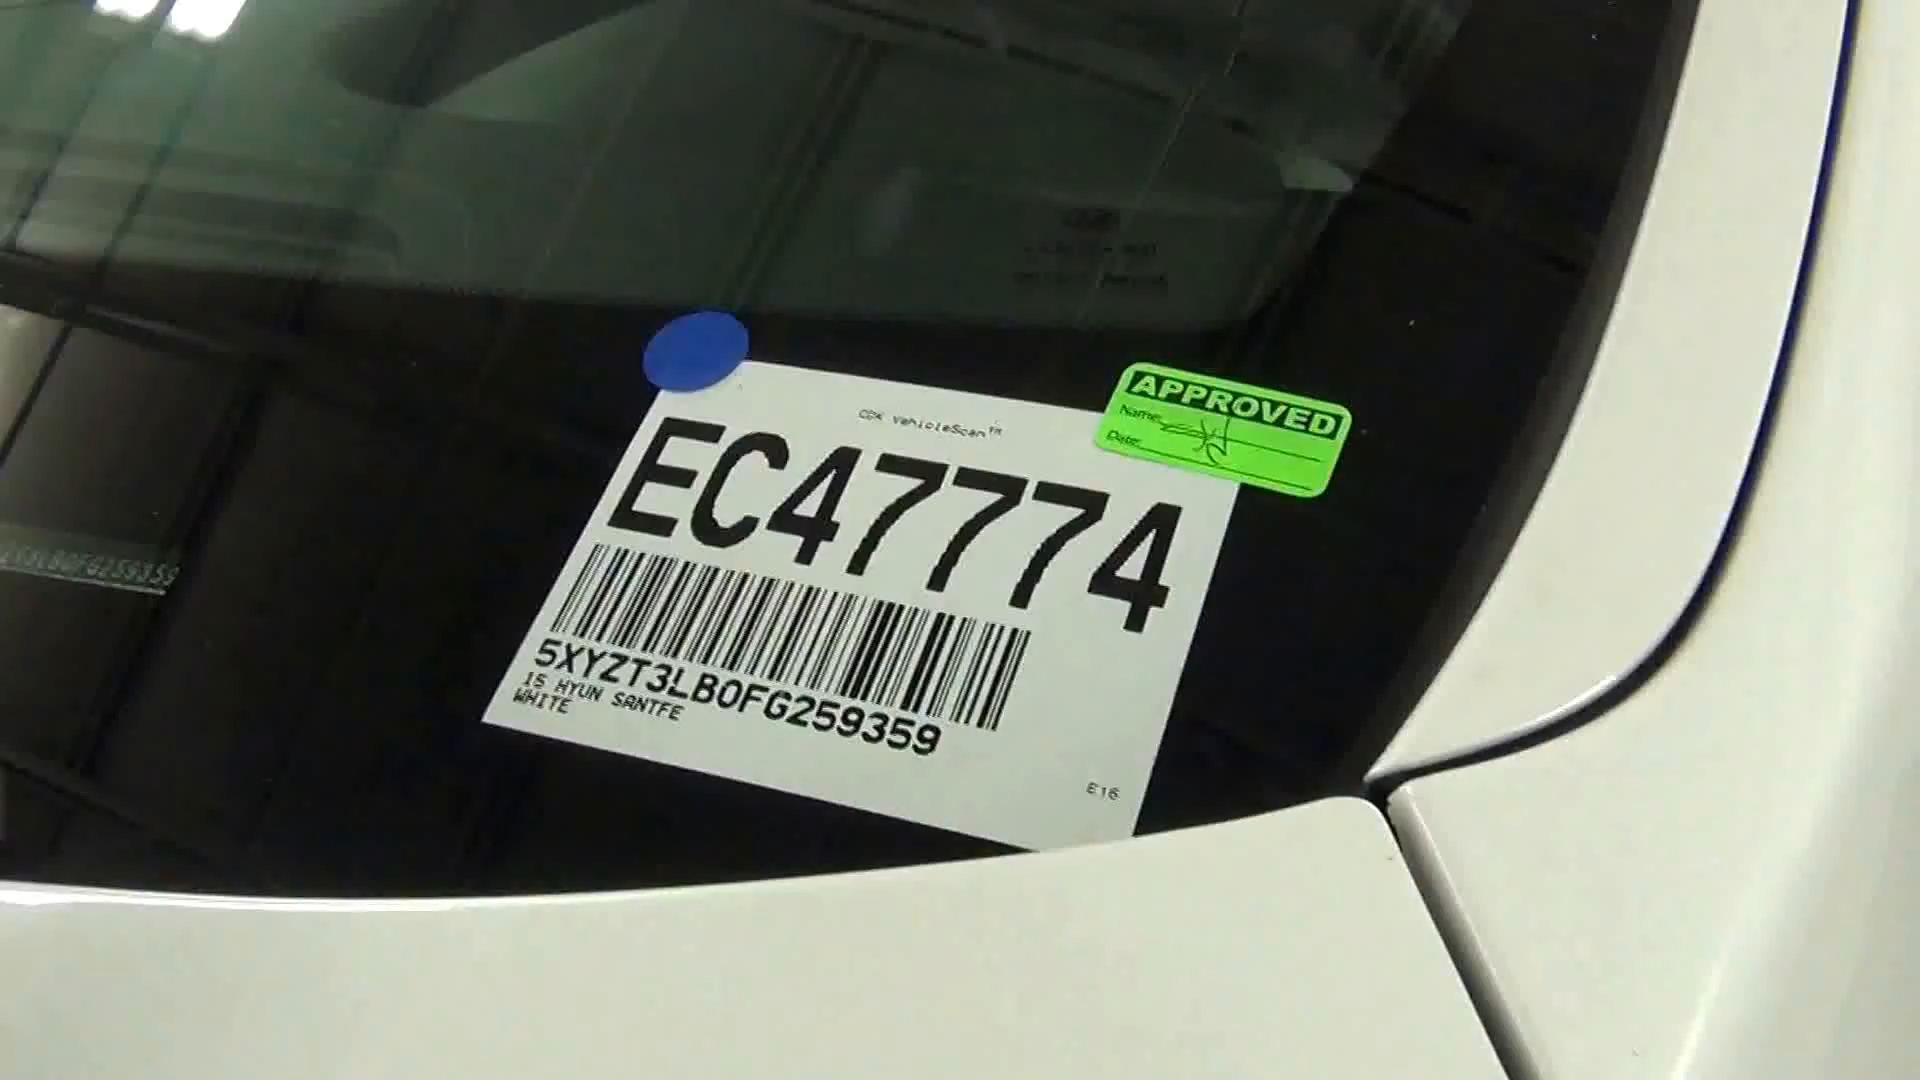 CDK VehicleScan™
APPROVED
Name:
Date:
EC47774
5XYZT3LB0FG259359
15 HYUN SANTFE
WHITE
E16